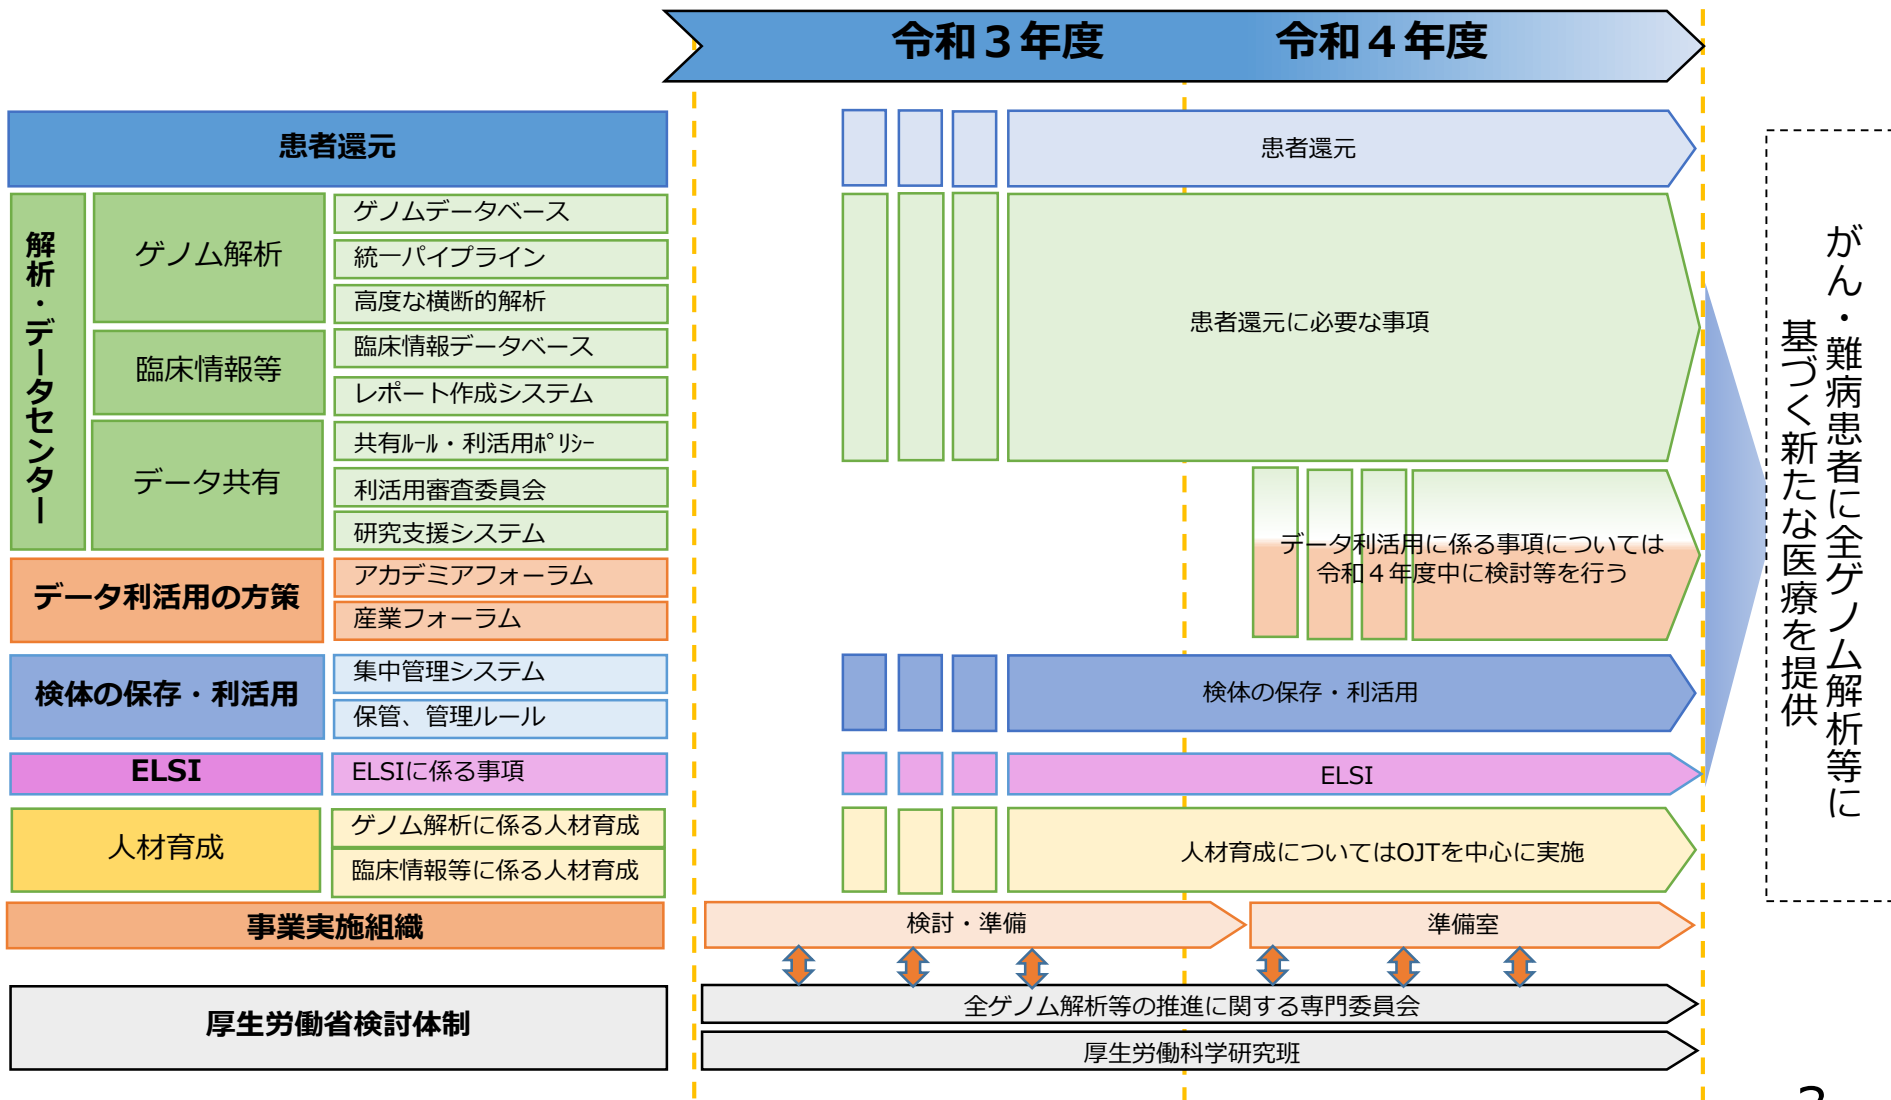 令和３年度
令和４年度
患者還元
患者還元
解析・データセンター
ゲノム解析
ゲノムデータベース
統一パイプライン
高度な横断的解析
臨床情報等
臨床情報データベース
レポート作成システム
データ共有
共有ﾙｰﾙ・利活用ﾎﾟﾘｼｰ
利活用審査委員会
研究支援システム
患者還元に必要な事項
データ利活用に係る事項については
令和４年度中に検討等を行う
データ利活用の方策
アカデミアフォーラム
産業フォーラム
検体の保存・利活用
集中管理システム
保管、管理ルール
検体の保存・利活用
ELSI
ELSIに係る事項
ELSI
人材育成
ゲノム解析に係る人材育成
臨床情報等に係る人材育成
人材育成についてはOJTを中心に実施
事業実施組織
検討・準備
準備室
厚生労働省検討体制
全ゲノム解析等の推進に関する専門委員会
厚生労働科学研究班
がん・難病患者に全ゲノム解析等に
基づく新たな医療を提供